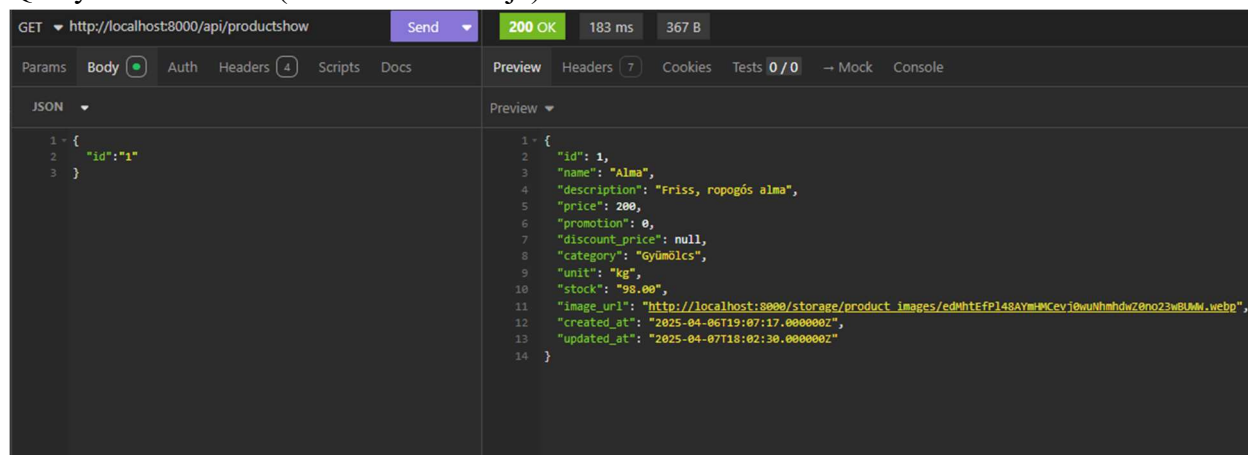 GET http://localhost:8000/api/productshow Send 200 OK 183 ms 367 B
Params Body Auth Headers 4 Scripts Docs Preview Headers 7 Cookies Tests 0 / 0 → Mock Console
JSON Preview
1 {
2 "id":"1"
3 }
1 {
2 "id": 1,
3 "name": "Alma",
4 "description": "Friss, ropogós alma",
5 "price": 200,
6 "promotion": 0,
7 "discount_price": null,
8 "category": "Gyümölcs",
9 "unit": "kg",
10 "stock": "98.00",
11 "image_url": "http://localhost:8000/storage/product_images/edMhtEfPl48AYmHMCevj0wuNhmhdwZ0no23wBUWW.webp",
12 "created_at": "2025-04-06T19:07:17.000000Z",
13 "updated_at": "2025-04-07T18:02:30.000000Z"
14 }